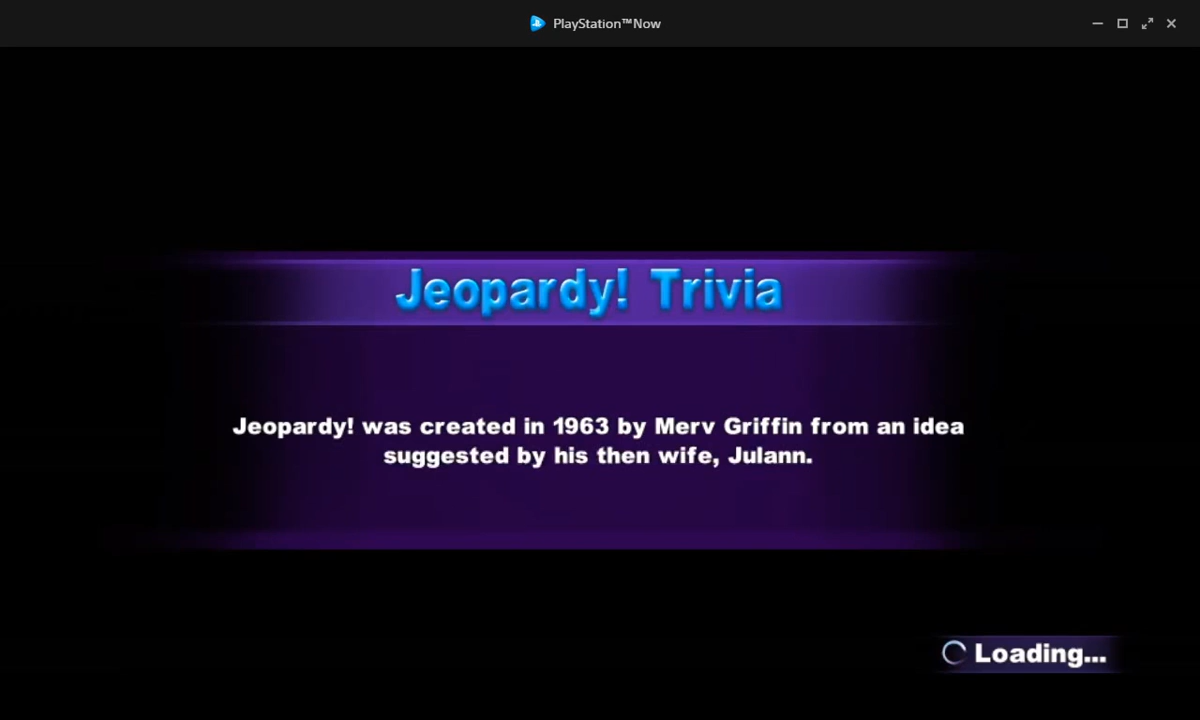 PlayStation™Now
Jeopardy! Trivia
Jeopardy! was created in 1963 by Merv Griffin from an idea
suggested by his then wife, Julann.
Loading...